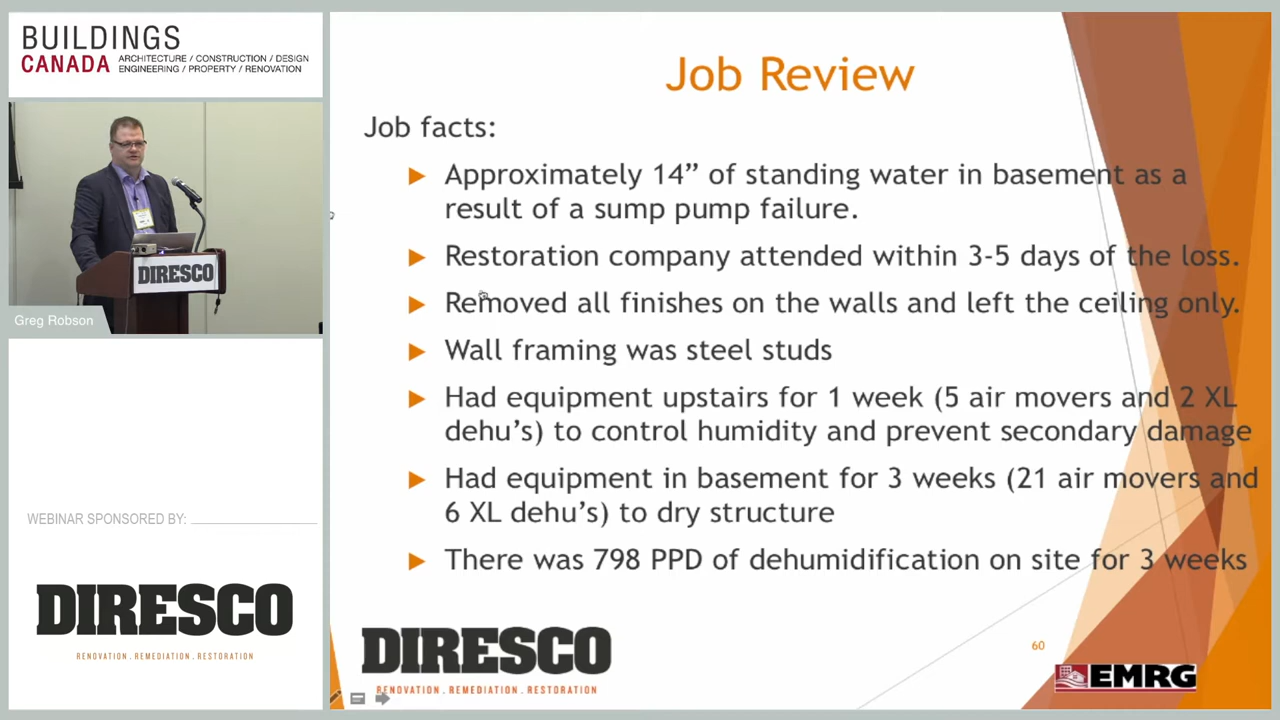 BUILDINGS
CANADA
ARCHITECTURE / CONSTRUCTION / DESIGN
ENGINEERING / PROPERTY / RENOVATION
DIRESCO
Greg Robson
WEBINAR SPONSORED BY:
DIRESCO
RENOVATION . REMEDIATION . RESTORATION
Job Review
Job facts:
Approximately 14” of standing water in basement as a
result of a sump pump failure.
Restoration company attended within 3-5 days of the loss.
Removed all finishes on the walls and left the ceiling only.
Wall framing was steel studs
Had equipment upstairs for 1 week (5 air movers and 2 XL
dehu’s) to control humidity and prevent secondary damage
Had equipment in basement for 3 weeks (21 air movers and
6 XL dehu’s) to dry structure
There was 798 PPD of dehumidification on site for 3 weeks
DIRESCO
RENOVATION . REMEDIATION . RESTORATION
60
EMRG